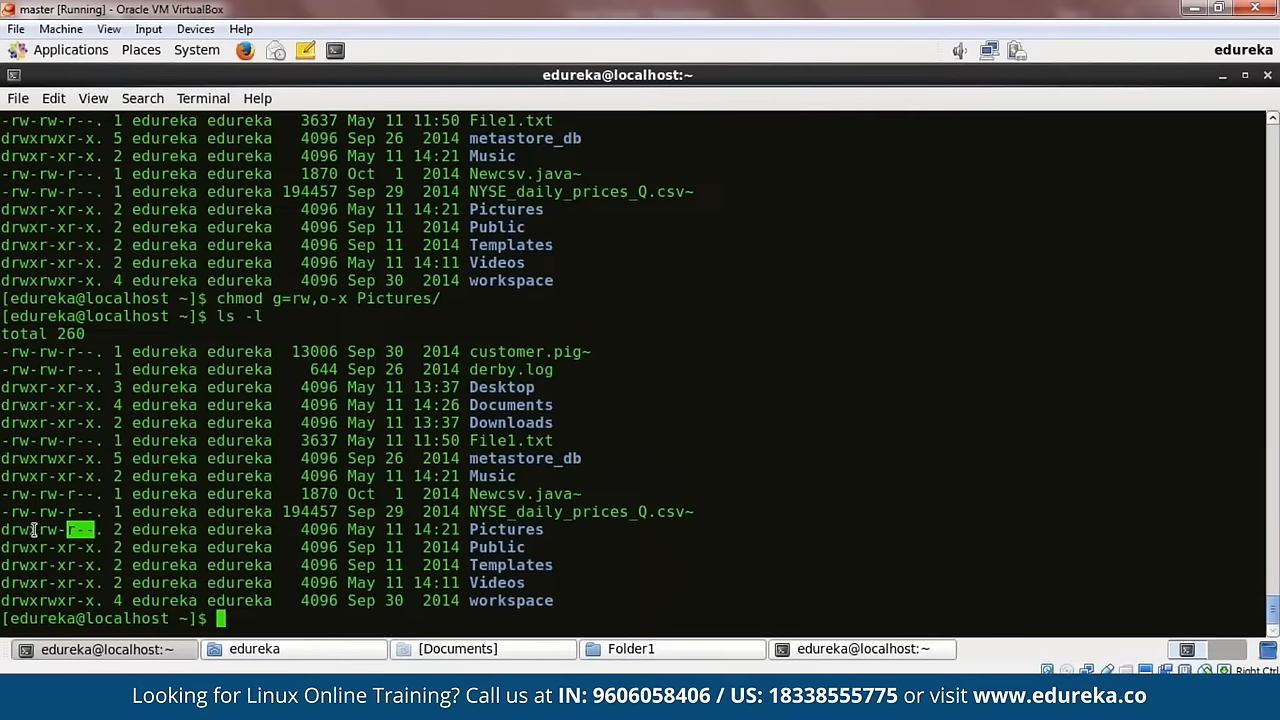 master [Running] - Oracle VM VirtualBox
File Machine View Input Devices Help
Applications Places System edureka
edureka@localhost:~
File Edit View Search Terminal Help
-rw-rw-r--. 1 edureka edureka 3637 May 11 11:50 File1.txt
drwxrwxr-x. 5 edureka edureka 4096 Sep 26 2014 metastore_db
drwxr-xr-x. 2 edureka edureka 4096 May 11 14:21 Music
-rw-rw-r--. 1 edureka edureka 1870 Oct 1 2014 Newcsv.java~
-rw-rw-r--. 1 edureka edureka 194457 Sep 29 2014 NYSE_daily_prices_Q.csv~
drwxr-xr-x. 2 edureka edureka 4096 May 11 14:21 Pictures
drwxr-xr-x. 2 edureka edureka 4096 Sep 11 2014 Public
drwxr-xr-x. 2 edureka edureka 4096 Sep 11 2014 Templates
drwxr-xr-x. 2 edureka edureka 4096 May 11 14:11 Videos
drwxrwxr-x. 4 edureka edureka 4096 Sep 30 2014 workspace
[edureka@localhost ~]$ chmod g=rw,o-x Pictures/
[edureka@localhost ~]$ ls -l
total 260
-rw-rw-r--. 1 edureka edureka 13006 Sep 30 2014 customer.pig~
-rw-rw-r--. 1 edureka edureka 644 Sep 26 2014 derby.log
drwxr-xr-x. 3 edureka edureka 4096 May 11 13:37 Desktop
drwxr-xr-x. 4 edureka edureka 4096 May 11 14:26 Documents
drwxr-xr-x. 2 edureka edureka 4096 May 11 13:37 Downloads
-rw-rw-r--. 1 edureka edureka 3637 May 11 11:50 File1.txt
drwxrwxr-x. 5 edureka edureka 4096 Sep 26 2014 metastore_db
drwxr-xr-x. 2 edureka edureka 4096 May 11 14:21 Music
-rw-rw-r--. 1 edureka edureka 1870 Oct 1 2014 Newcsv.java~
-rw-rw-r--. 1 edureka edureka 194457 Sep 29 2014 NYSE_daily_prices_Q.csv~
drwxrw-r--. 2 edureka edureka 4096 May 11 14:21 Pictures
drwxr-xr-x. 2 edureka edureka 4096 Sep 11 2014 Public
drwxr-xr-x. 2 edureka edureka 4096 Sep 11 2014 Templates
drwxr-xr-x. 2 edureka edureka 4096 May 11 14:11 Videos
drwxrwxr-x. 4 edureka edureka 4096 Sep 30 2014 workspace
[edureka@localhost ~]$
edureka@localhost:~ edureka [Documents] Folder1 edureka@localhost:~
Right Ctrl
Looking for Linux Online Training? Call us at IN: 9606058406 / US: 18338555775 or visit www.edureka.co